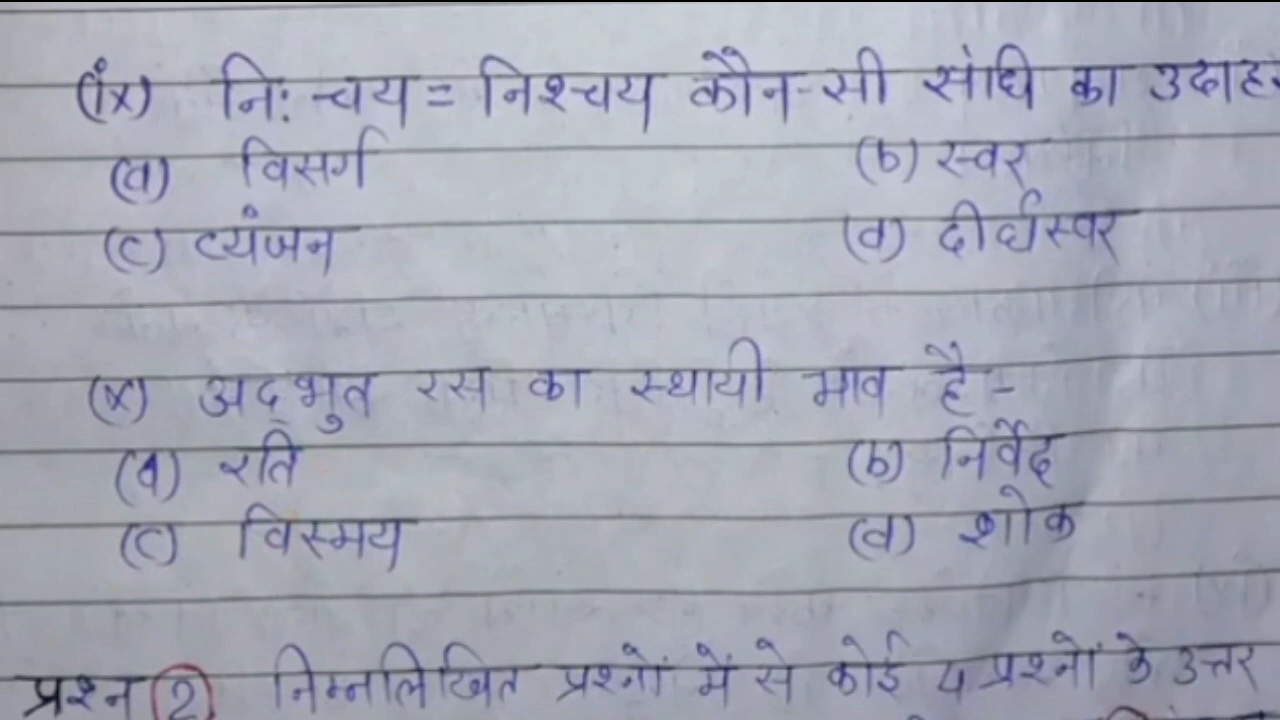 (ix) निः चय = निश्चय कौन-सी संधि का उदाह
(a) विसर्ग (b) स्वर
(c) व्यंजन (d) दीर्घस्वर
(x) अद्भुत रस का स्थायी भाव है -
(a) रति (b) निर्वेद
(c) विस्मय (d) शोक
प्रश्न (2) निम्नलिखित प्रश्नों में से कोई 4 प्रश्नों के उत्तर